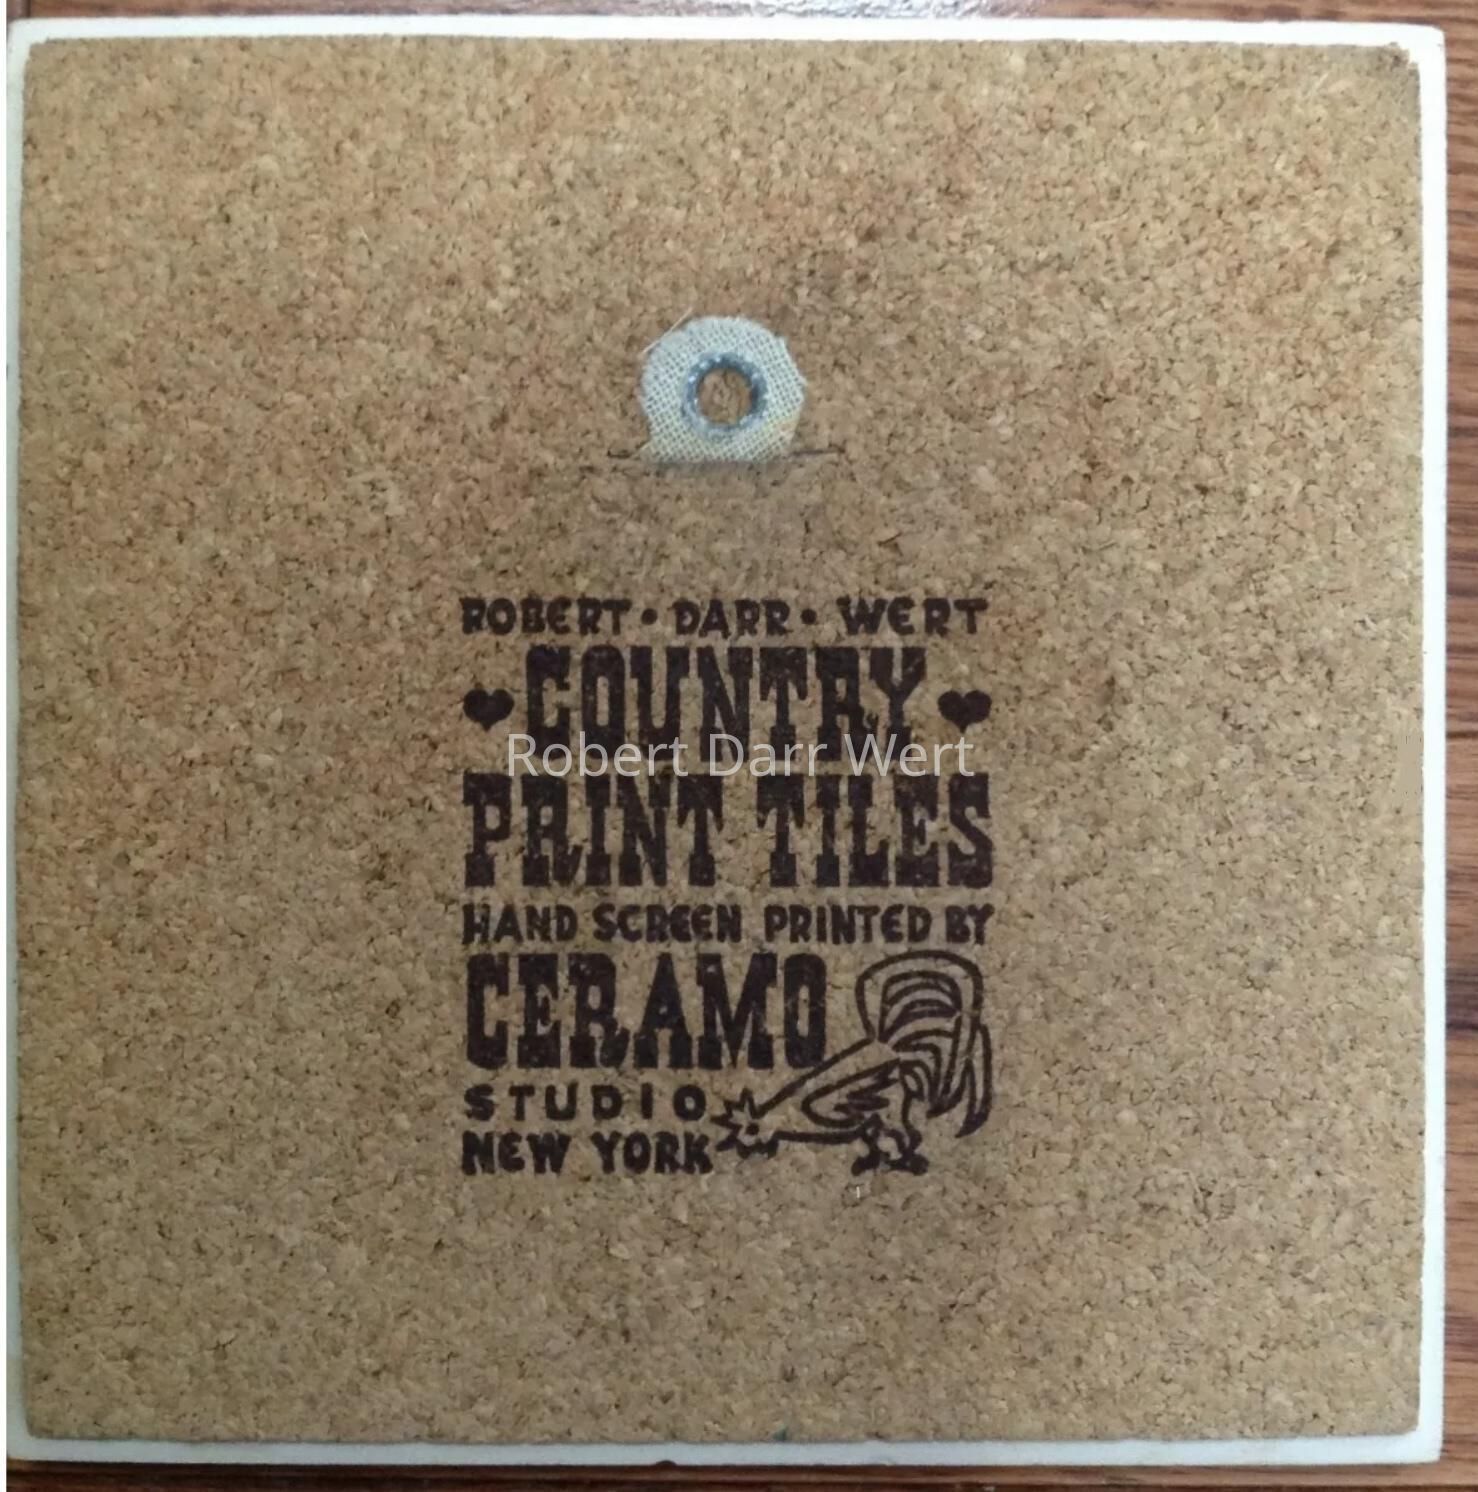 ROBERT • DARR • WERT
♥ COUNTRY ♥
Robert Darr Wert
PRINT TILES
HAND SCREEN PRINTED BY
CERAMO
STUDIO
NEW YORK